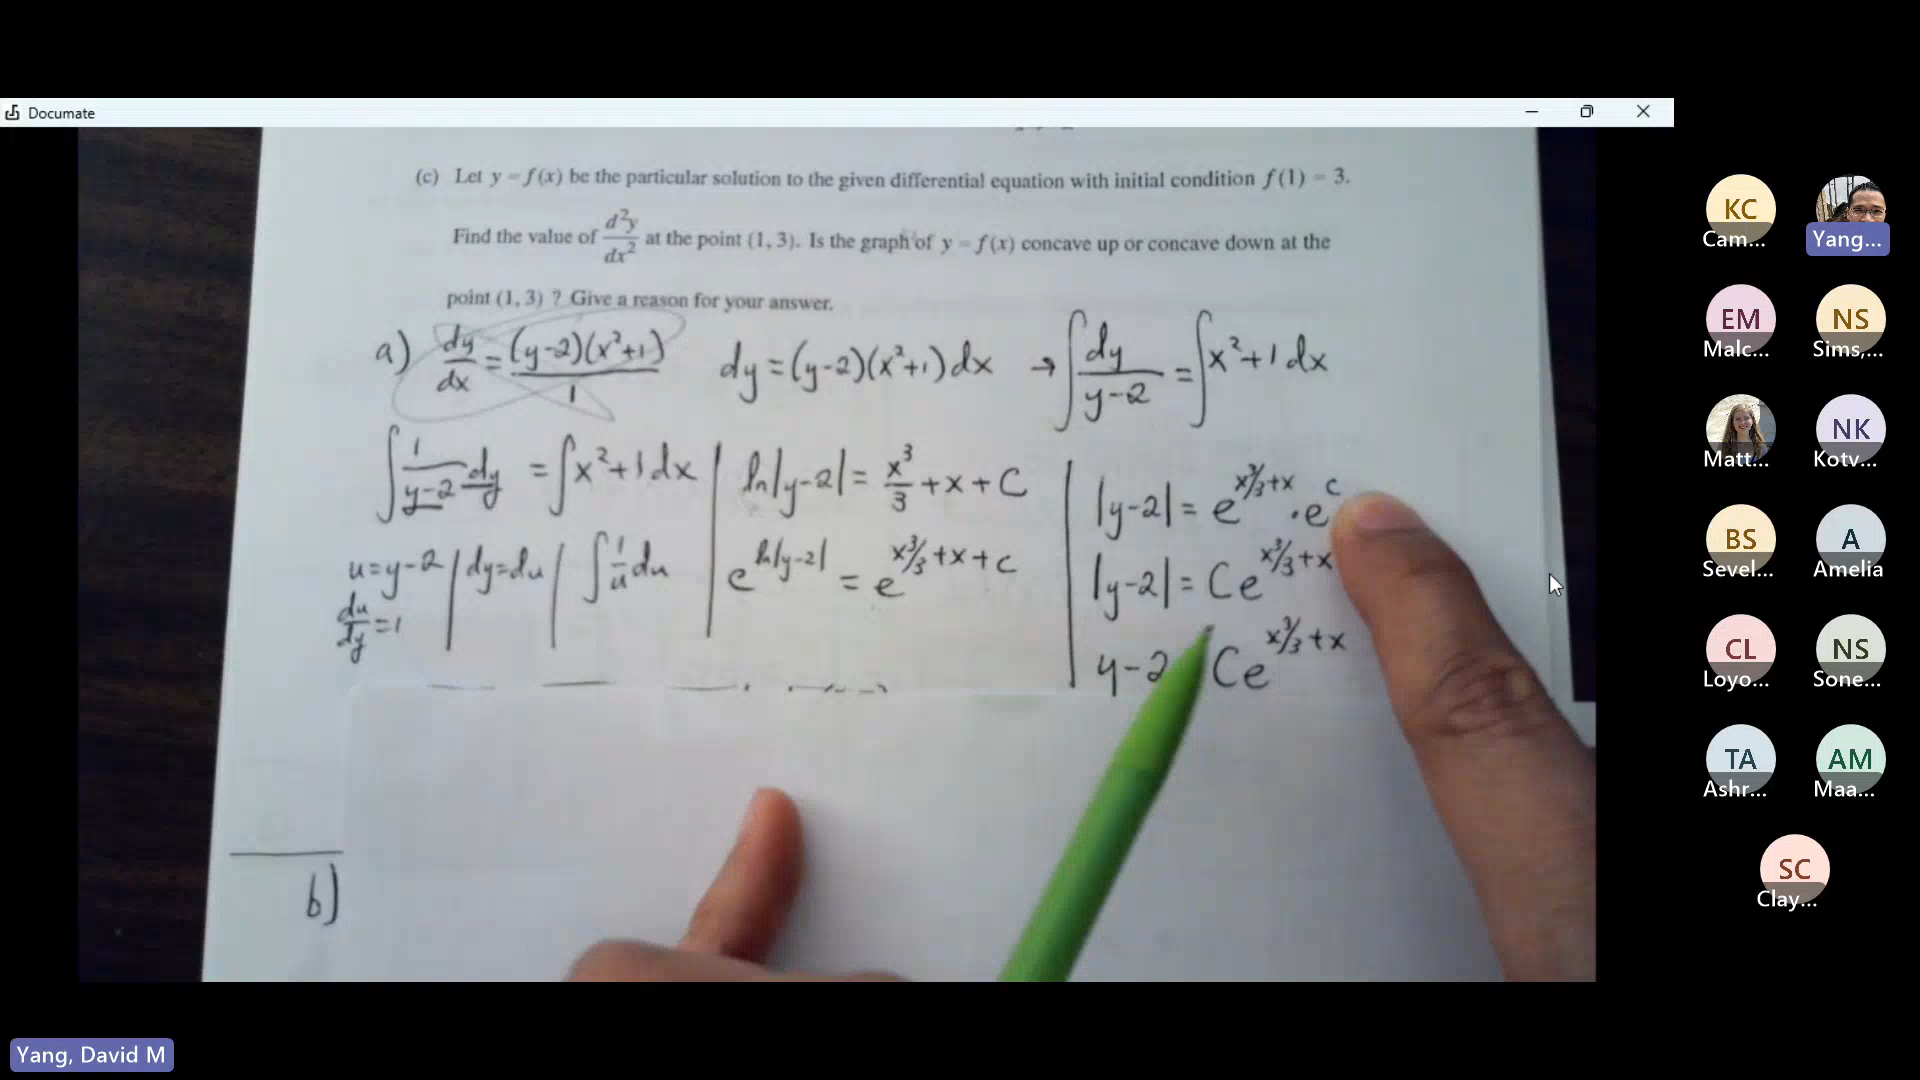 Documate
(c) Let y = f(x) be the particular solution to the given differential equation with initial condition f(1) = 3.
Find the value of d²y/dx² at the point (1, 3). Is the graph of y = f(x) concave up or concave down at the
point (1, 3) ? Give a reason for your answer.
a) dy/dx = (y-2)(x²+1)/1 dy = (y-2)(x²+1)dx → ∫ dy/(y-2) = ∫ x²+1 dx
∫ 1/(y-2) dy = ∫ x²+1 dx | ln|y-2| = x³/3 + x + C
u = y-2 | dy = du | ∫ 1/u du | e^(ln|y-2|) = e^(x³/3 + x + c)
du/dy = 1
|y-2| = e^(x³/3 + x) · e^c
|y-2| = Ce^(x³/3 + x)
y-2 Ce^(x³/3 + x)
b)
KC
Cam...
Yang...
EM
Malc...
NS
Sims,...
Matt...
NK
Kotv...
BS
Sevel...
A
Amelia
CL
Loyo...
NS
Sone...
TA
Ashr...
AM
Maa...
SC
Clay...
Yang, David M